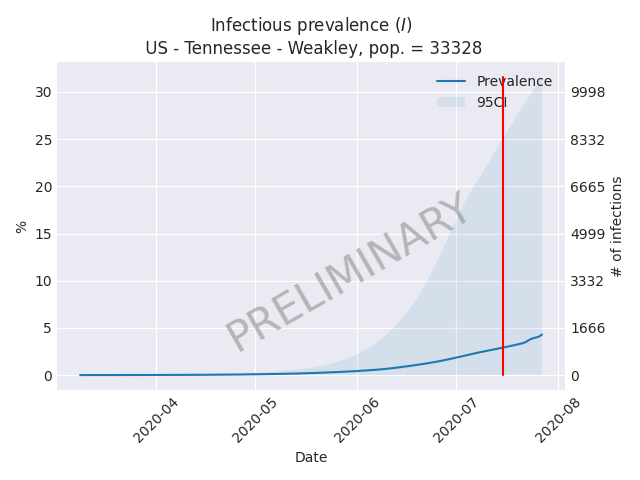 Infectious prevalence (I)
US - Tennessee - Weakley, pop. = 33328
Prevalence
95CI
30
25
20
15
10
5
0
%
9998
8332
6665
4999
3332
1666
0
# of infections
PRELIMINARY
2020-04
2020-05
2020-06
2020-07
2020-08
Date